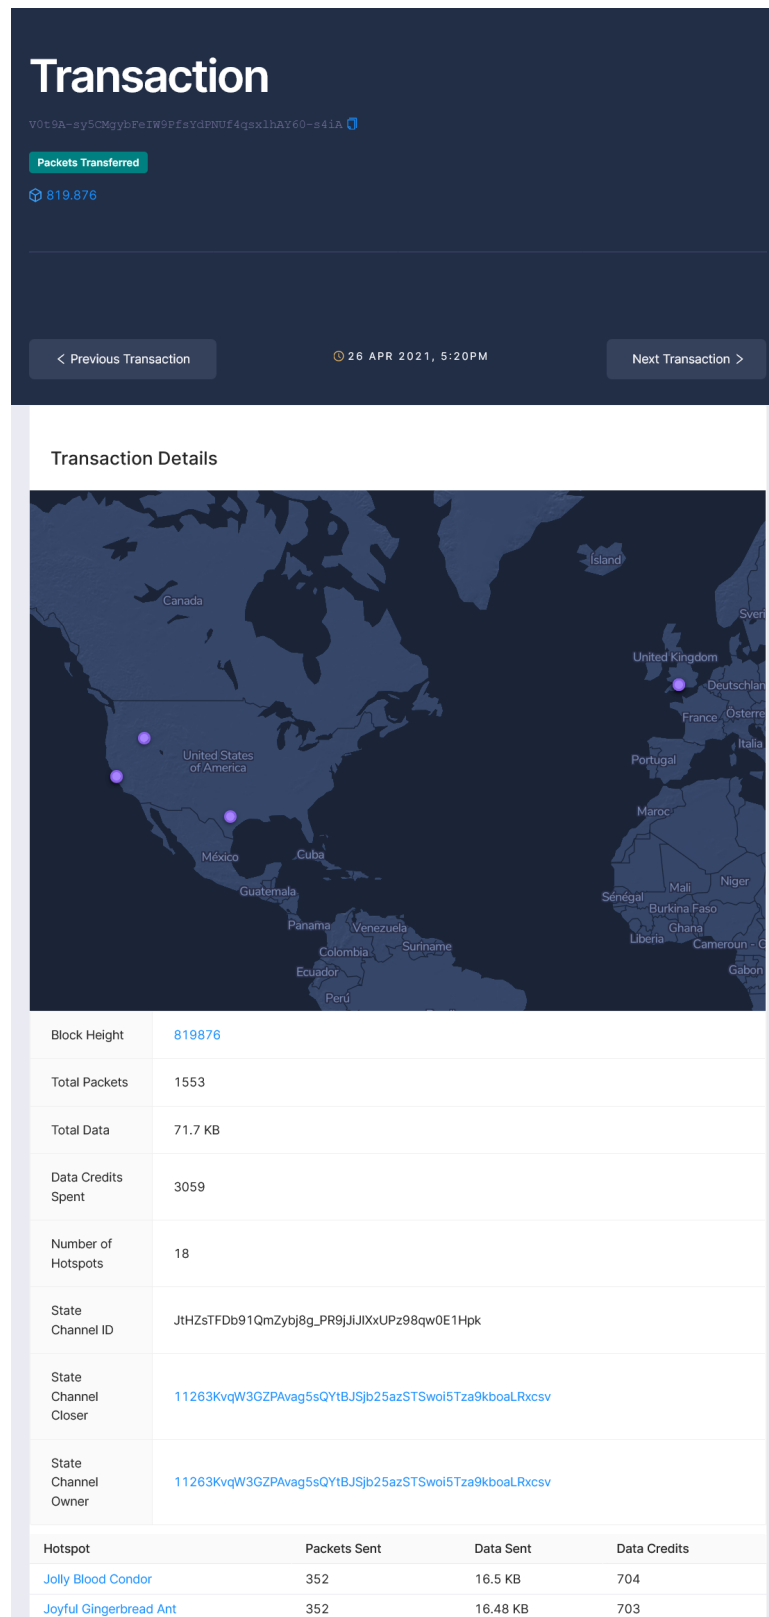 Transaction
V0t9A-sy5CMgybFeIW9PfsYdPNUf4qsxlhAY60-s4iA
Packets Transferred
819.876
< Previous Transaction
26 APR 2021, 5:20PM
Next Transaction >
Transaction Details
Ísland
Canada
Sveri
United Kingdom
Deutschlan
France
Österre
United States
of America
Italia
Portugal
Maroc
México
Cuba
Guatemala
Mali
Niger
Sénégal
Burkina Faso
Panama
Venezuela
Ghana
Liberia
Cameroun - C
Colombia
Suriname
Ecuador
Gabon
Perú
Block Height 819876
Total Packets 1553
Total Data 71.7 KB
Data Credits
Spent 3059
Number of
Hotspots 18
State
Channel ID JtHZsTFDb91QmZybj8g_PR9jJiJIXxUPz98qw0E1Hpk
State
Channel
Closer 11263KvqW3GZPAvag5sQYtBJSjb25azSTSwoi5Tza9kboaLRxcsv
State
Channel
Owner 11263KvqW3GZPAvag5sQYtBJSjb25azSTSwoi5Tza9kboaLRxcsv
Hotspot Packets Sent Data Sent Data Credits
Jolly Blood Condor 352 16.5 KB 704
Joyful Gingerbread Ant 352 16.48 KB 703